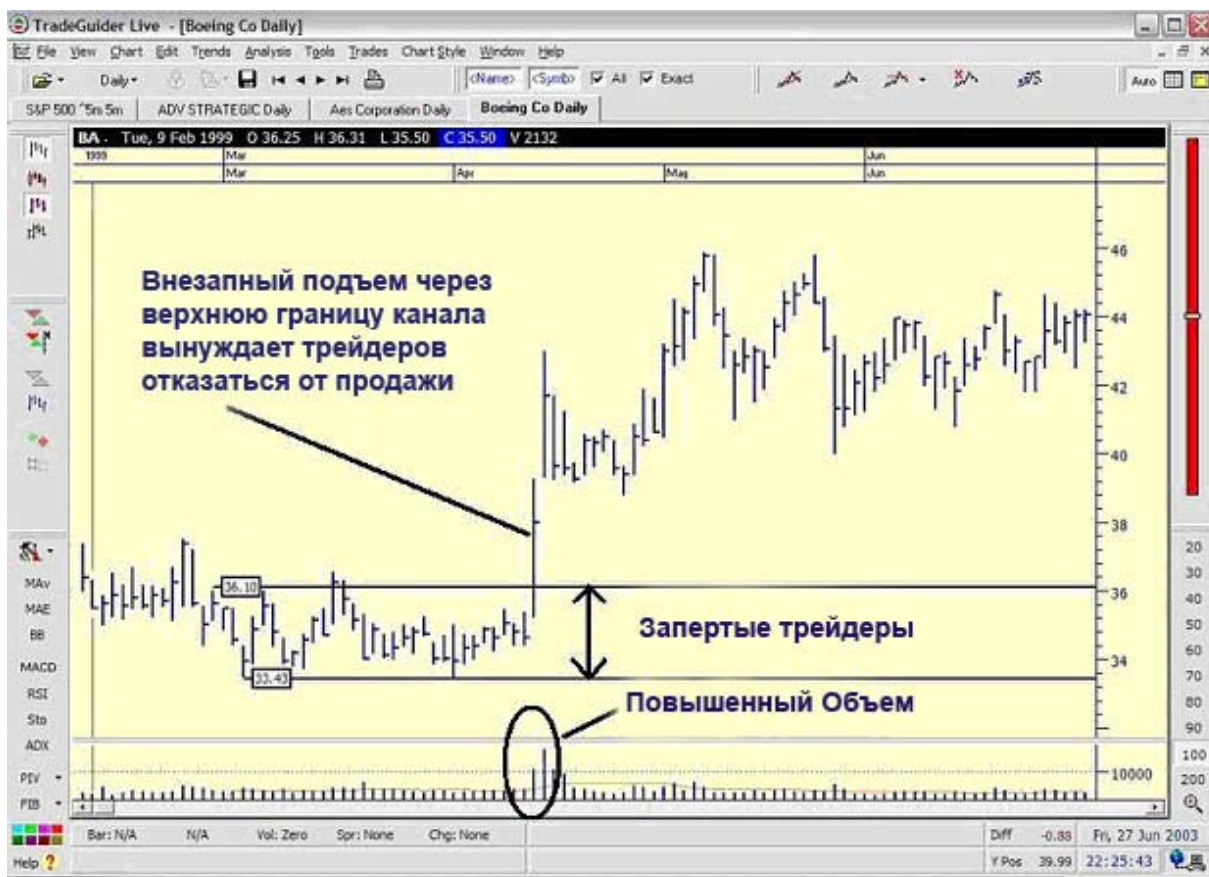 TradeGuider Live - [Boeing Co Daily]
File View Chart Edit Trends Analysis Tools Trades Chart Style Window Help
Daily <Name> <Symb> All Exact Auto
S&P 500 ^5m 5m ADV STRATEGIC Daily Aes Corporation Daily Boeing Co Daily
BA - Tue, 9 Feb 1999 O 36.25 H 36.31 L 35.50 C 35.50 V 2132
1999 Mar Jun
Mar Apr May Jun
Внезапный подъем через
верхнюю границу канала
вынуждает трейдеров
отказаться от продажи
46
44
42
40
38
36
34
36.10
Запертые трейдеры
33.43
Повышенный Объем
10000
MAv
MAE
BB
MACD
RSI
Sto
ADX
PIV
FIB
20
30
40
50
60
70
80
90
100
200
Bar: N/A N/A Vol: Zero Spr: None Chg: None Diff -0.88 Fri, 27 Jun 2003
Help ? Y Pos 39.99 22:25:43